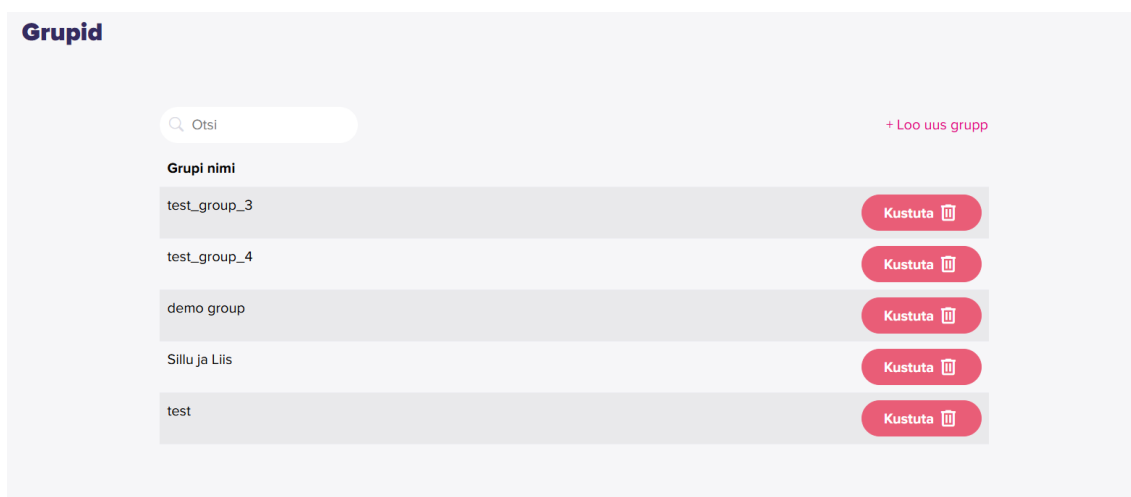 Grupid
Otsi
+ Loo uus grupp
Grupi nimi
test_group_3 Kustuta
test_group_4 Kustuta
demo group Kustuta
Sillu ja Liis Kustuta
test Kustuta